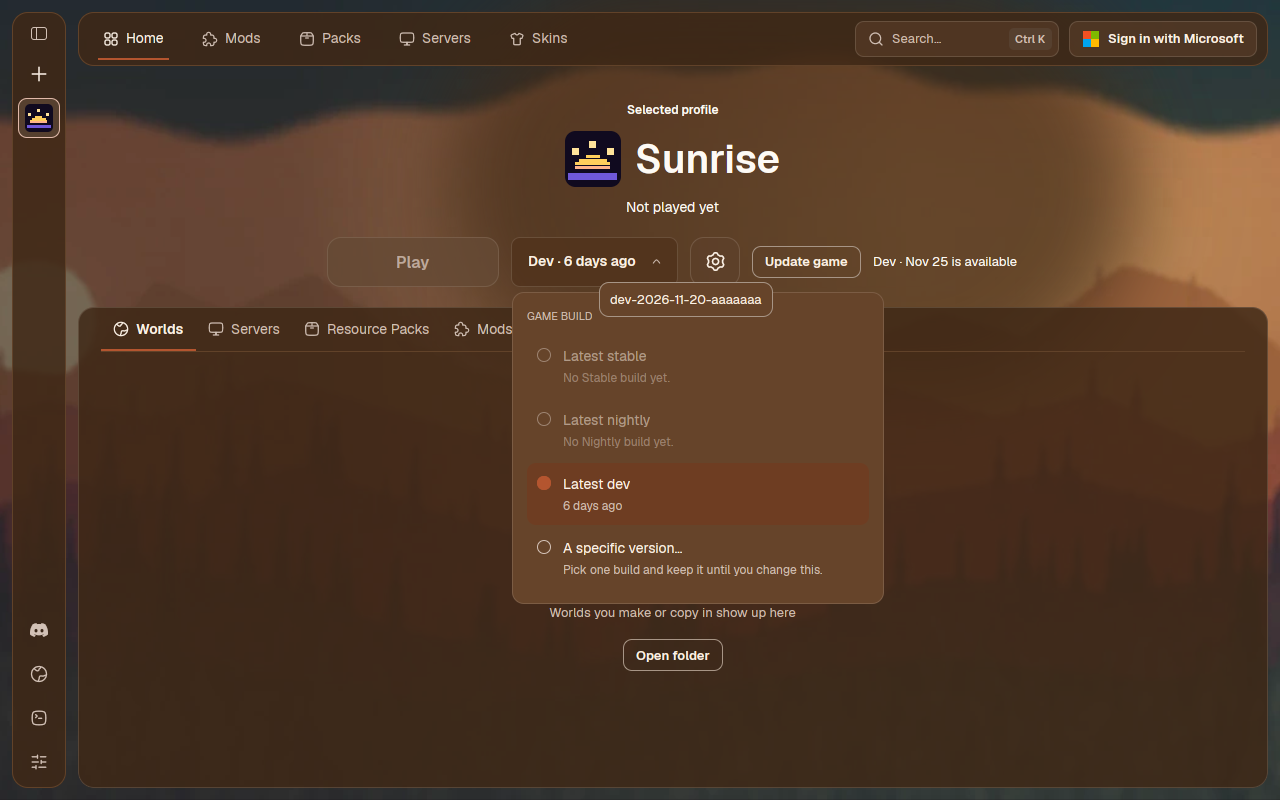 Home
Mods
Packs
Servers
Skins
Search...
Ctrl K
Sign in with Microsoft
Selected profile
Sunrise
Not played yet
Play
Dev · 6 days ago
Update game
Dev · Nov 25 is available
dev-2026-11-20-aaaaaaa
Worlds
Servers
Resource Packs
Mods
GAME BUILD
Latest stable
No Stable build yet.
Latest nightly
No Nightly build yet.
Latest dev
6 days ago
A specific version...
Pick one build and keep it until you change this.
Worlds you make or copy in show up here
Open folder